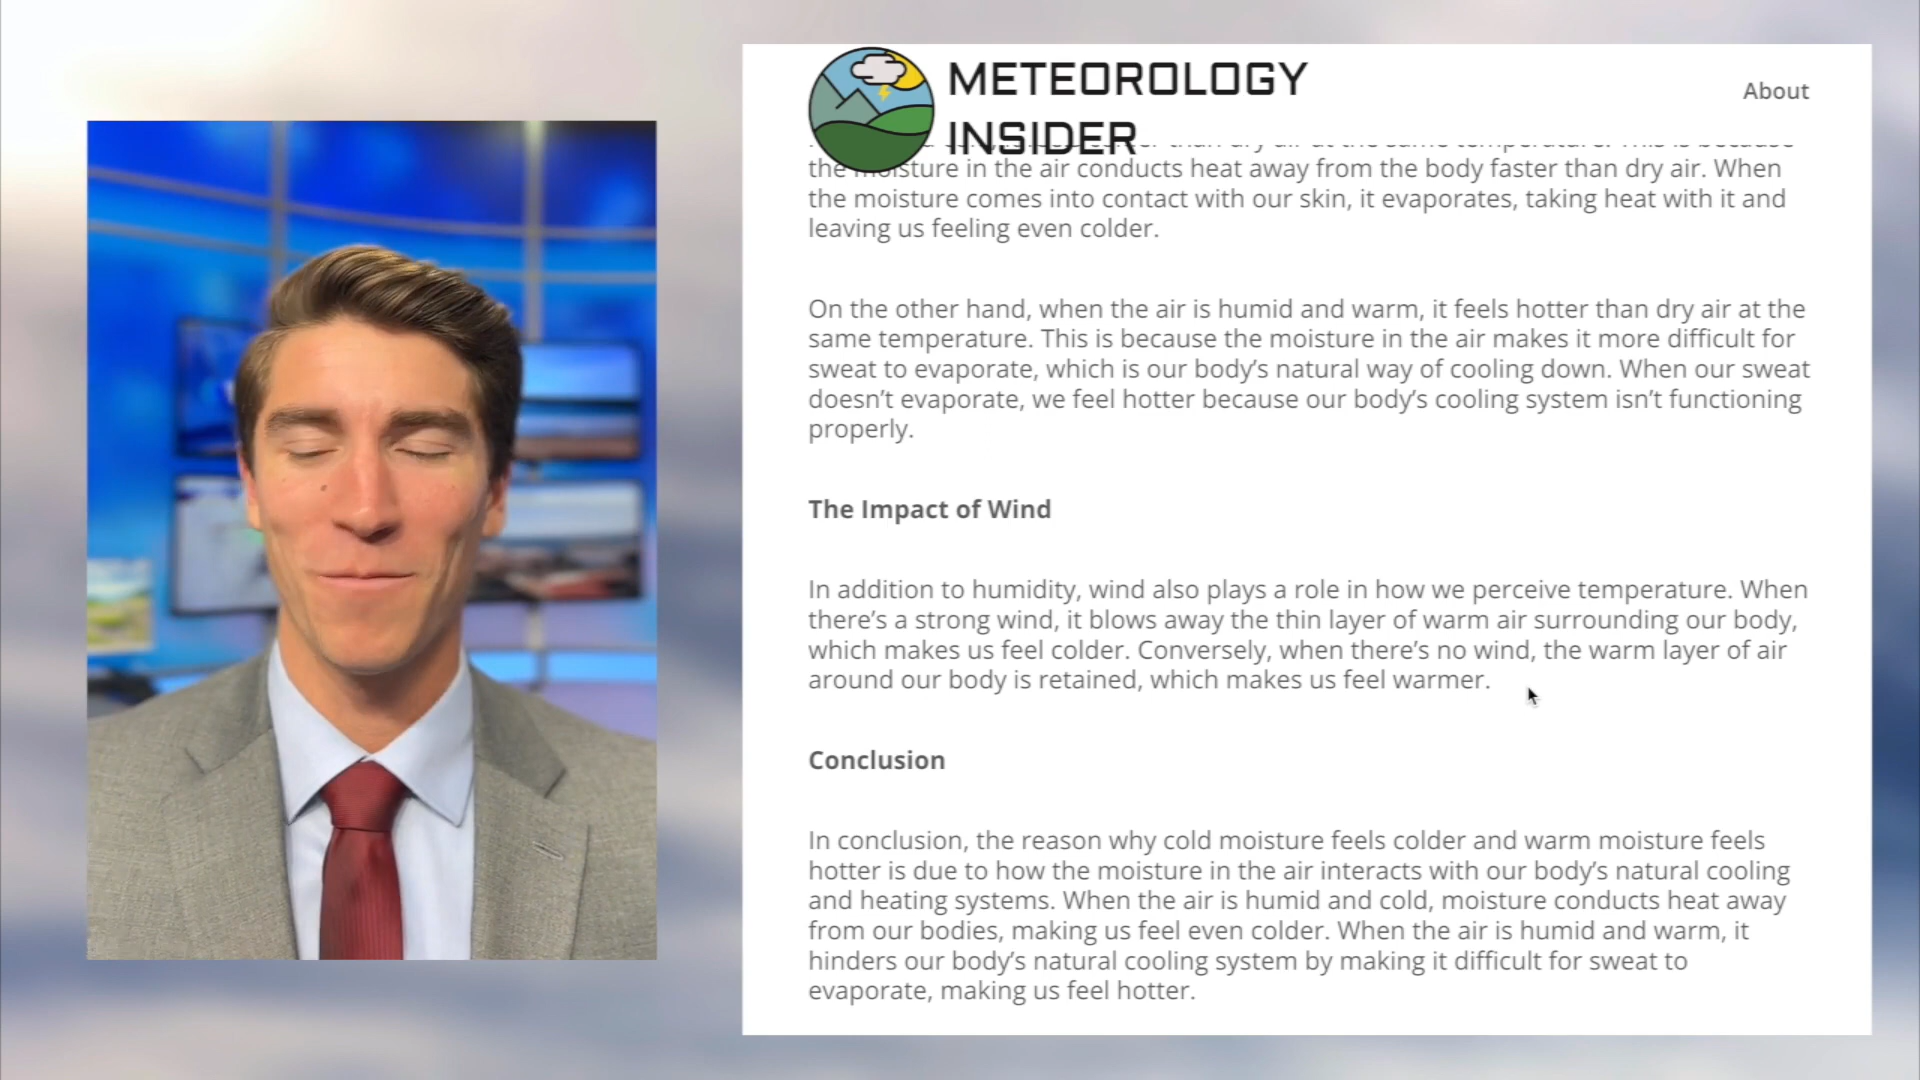 METEOROLOGY
INSIDER
About
than dry air at the same temperature. This is because
the moisture in the air conducts heat away from the body faster than dry air. When
the moisture comes into contact with our skin, it evaporates, taking heat with it and
leaving us feeling even colder.
On the other hand, when the air is humid and warm, it feels hotter than dry air at the
same temperature. This is because the moisture in the air makes it more difficult for
sweat to evaporate, which is our body’s natural way of cooling down. When our sweat
doesn’t evaporate, we feel hotter because our body’s cooling system isn’t functioning
properly.
The Impact of Wind
In addition to humidity, wind also plays a role in how we perceive temperature. When
there’s a strong wind, it blows away the thin layer of warm air surrounding our body,
which makes us feel colder. Conversely, when there’s no wind, the warm layer of air
around our body is retained, which makes us feel warmer.
Conclusion
In conclusion, the reason why cold moisture feels colder and warm moisture feels
hotter is due to how the moisture in the air interacts with our body’s natural cooling
and heating systems. When the air is humid and cold, moisture conducts heat away
from our bodies, making us feel even colder. When the air is humid and warm, it
hinders our body’s natural cooling system by making it difficult for sweat to
evaporate, making us feel hotter.